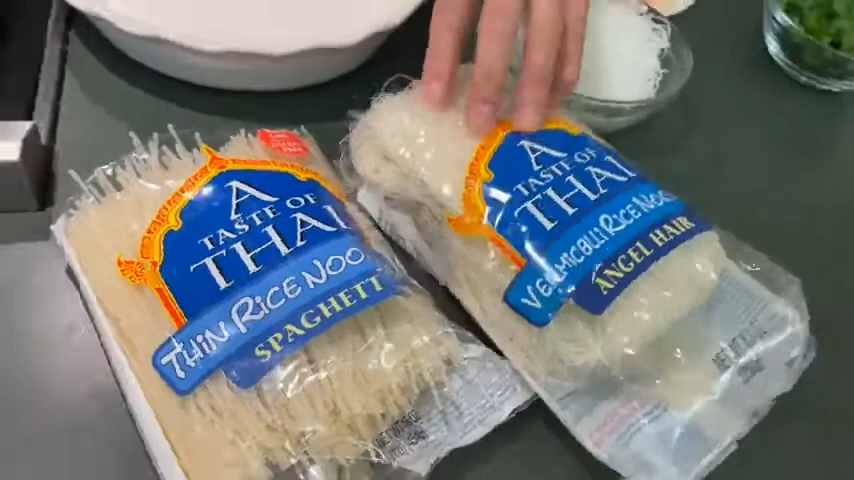 A
TASTE OF
THAI
THIN RICE NOO
SPAGHETTI
A
TASTE OF
THAI
VERMICELLI RICE NOO
ANGEL HAIR